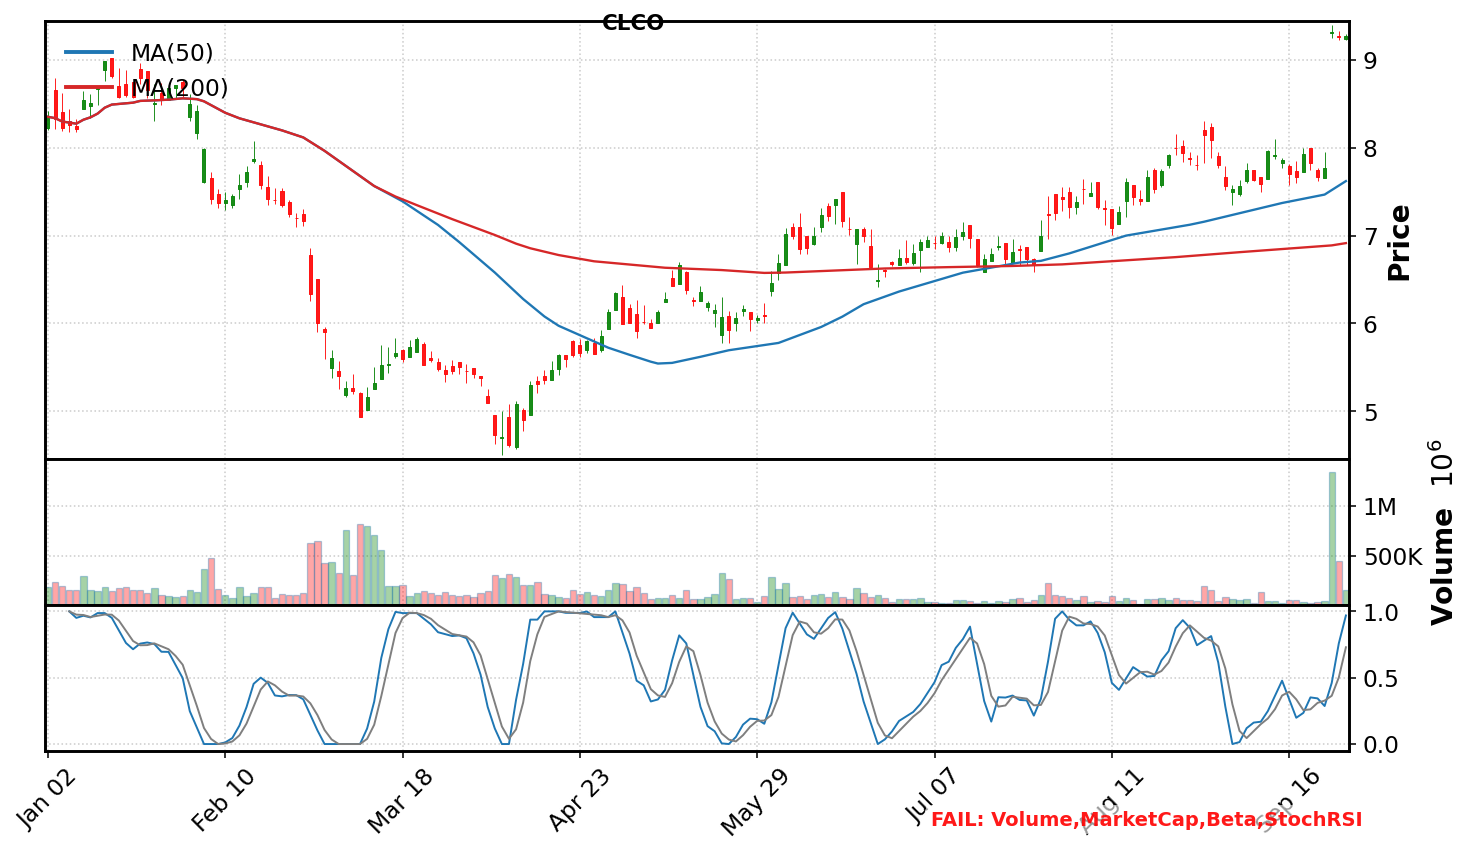 CLCO
MA(50)
MA(200)
9
8
7
6
5
Price
1M
500K
Volume 10⁶
1.0
0.5
0.0
Jan 02
Feb 10
Mar 18
Apr 23
May 29
Jul 07
Aug 11
Sep 16
FAIL: Volume,MarketCap,Beta,StochRSI